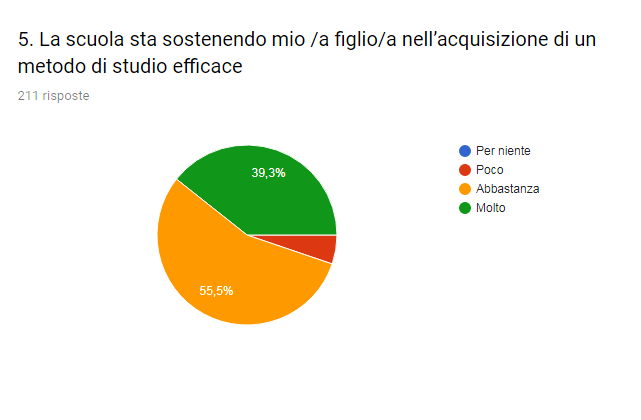 5. La scuola sta sostenendo mio /a figlio/a nell’acquisizione di un
metodo di studio efficace
211 risposte
39,3%
55,5%
Per niente
Poco
Abbastanza
Molto